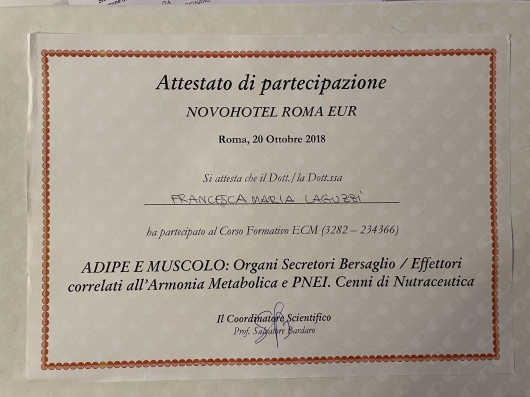 Attestato di partecipazione
NOVOHOTEL ROMA EUR
Roma, 20 Ottobre 2018
Si attesta che il Dott./la Dott.ssa
FRANCESCA MARIA LAGUZZI
ha partecipato al Corso Formativo ECM (3282 – 234366)
ADIPE E MUSCOLO: Organi Secretori Bersaglio / Effettori
correlati all'Armonia Metabolica e PNEI. Cenni di Nutraceutica
Il Coordinatore Scientifico
Prof. Salvatore Bardaro